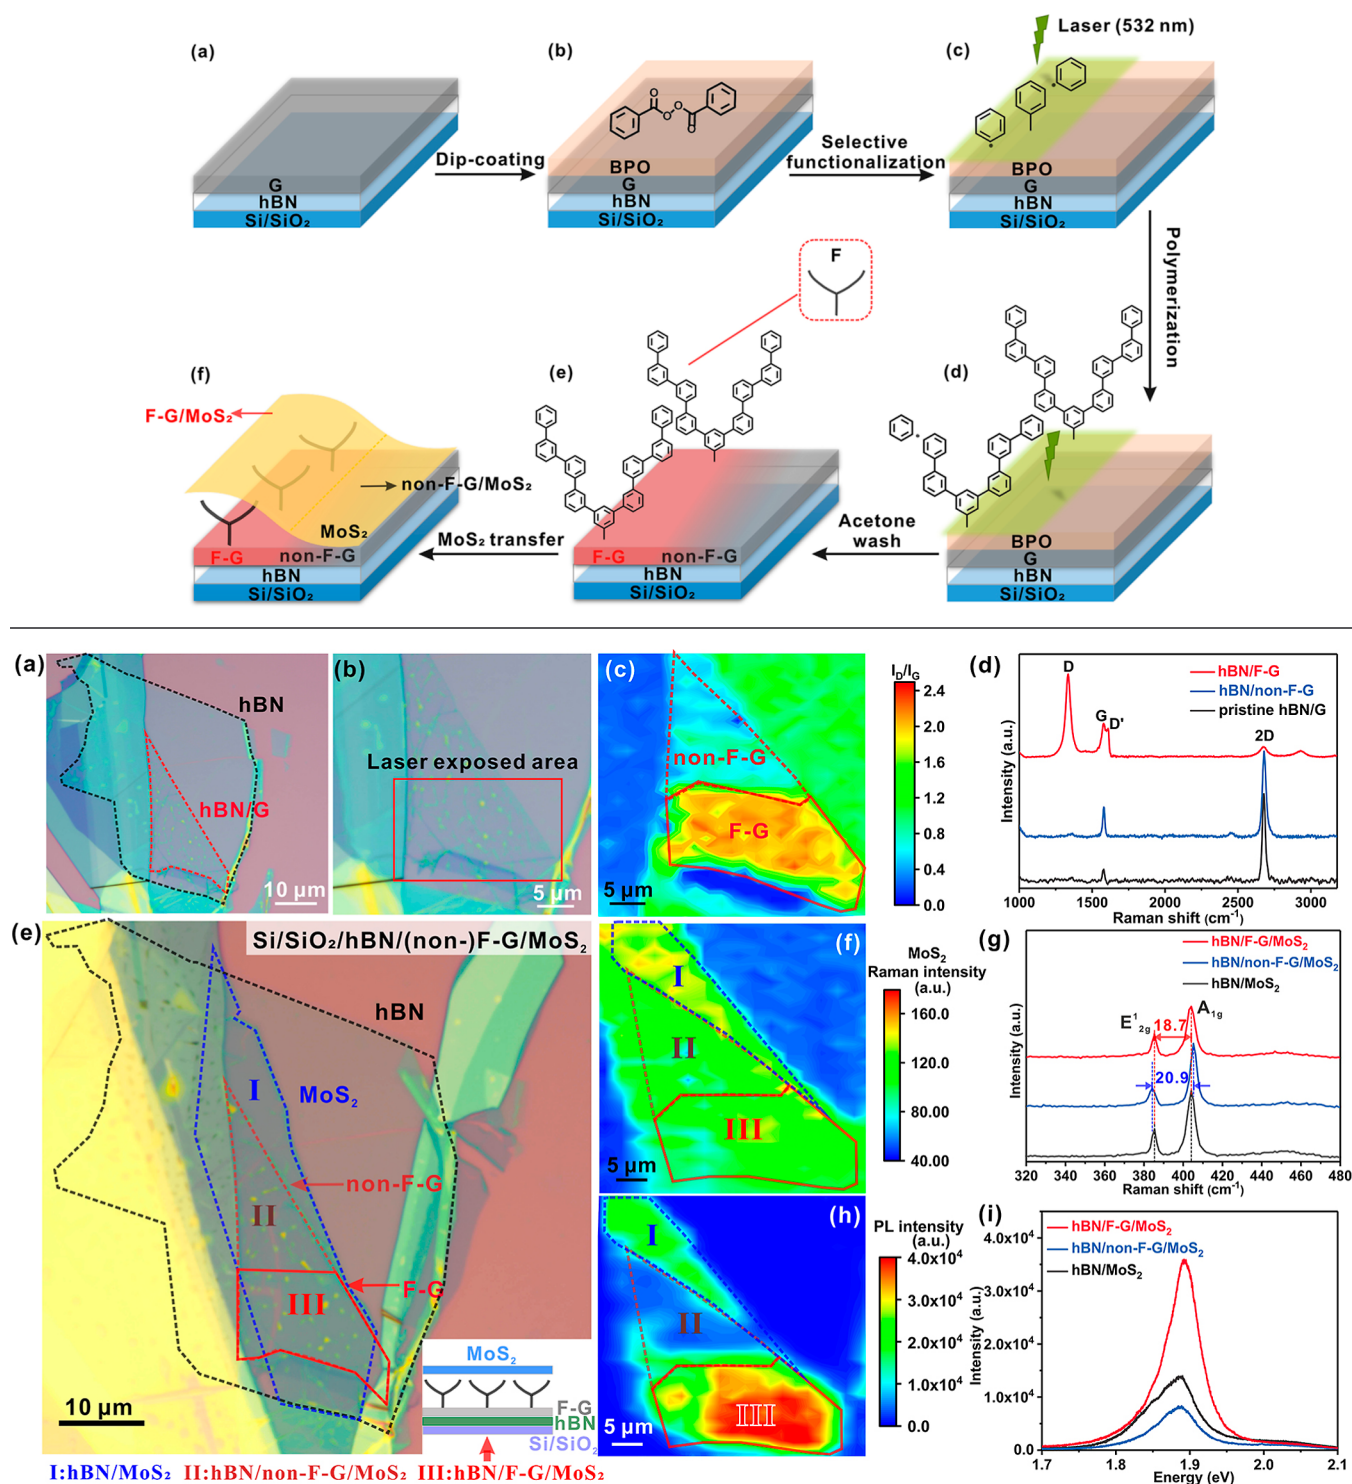 (a)
(b)
(c)
Laser (532 nm)
Dip-coating
Selective
functionalization
G
hBN
Si/SiO₂
O
O
O
O
BPO
G
hBN
Si/SiO₂
BPO
G
hBN
Si/SiO₂
Polymerization
F
(f)
(e)
(d)
F-G/MoS₂
non-F-G/MoS₂
MoS₂
F-G
non-F-G
hBN
Si/SiO₂
MoS₂ transfer
F-G
non-F-G
hBN
Si/SiO₂
Acetone
wash
BPO
G
hBN
Si/SiO₂
(a)
hBN
hBN/G
10 μm
(b)
Laser exposed area
5 μm
(c)
non-F-G
F-G
5 μm
I_D/I_G
2.4
2.0
1.6
1.2
0.8
0.4
0.0
(d)
D
G
D'
2D
hBN/F-G
hBN/non-F-G
pristine hBN/G
Intensity (a.u.)
1000 1500 2000 2500 3000
Raman shift (cm⁻¹)
(e)
Si/SiO₂/hBN/(non-)F-G/MoS₂
hBN
I
MoS₂
non-F-G
II
F-G
III
10 μm
MoS₂
F-G
hBN
Si/SiO₂
I:hBN/MoS₂ II:hBN/non-F-G/MoS₂ III:hBN/F-G/MoS₂
(f)
I
II
III
5 μm
MoS₂
Raman intensity
(a.u.)
160.0
120.0
80.00
40.00
(g)
hBN/F-G/MoS₂
hBN/non-F-G/MoS₂
hBN/MoS₂
E¹₂g
18.7
A₁g
20.9
Intensity (a.u.)
320 340 360 380 400 420 440 460 480
Raman shift (cm⁻¹)
(h)
I
II
III
5 μm
PL intensity
(a.u.)
4.0x10⁴
3.0x10⁴
2.0x10⁴
1.0x10⁴
0.0
(i)
hBN/F-G/MoS₂
hBN/non-F-G/MoS₂
hBN/MoS₂
Intensity (a.u.)
4.0x10⁴
3.0x10⁴
2.0x10⁴
1.0x10⁴
0.0
1.7 1.8 1.9 2.0 2.1
Energy (eV)